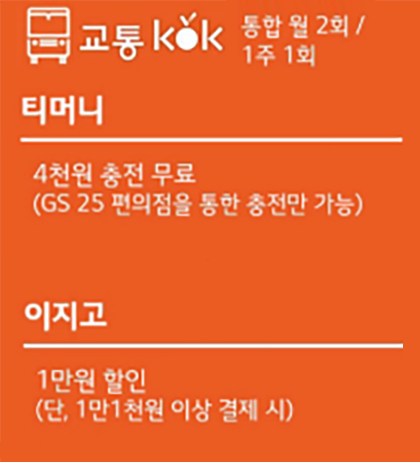 교통 kok 통합 월 2회 /
1주 1회
티머니
4천원 충전 무료
(GS 25 편의점을 통한 충전만 가능)
이지고
1만원 할인
(단, 1만1천원 이상 결제 시)